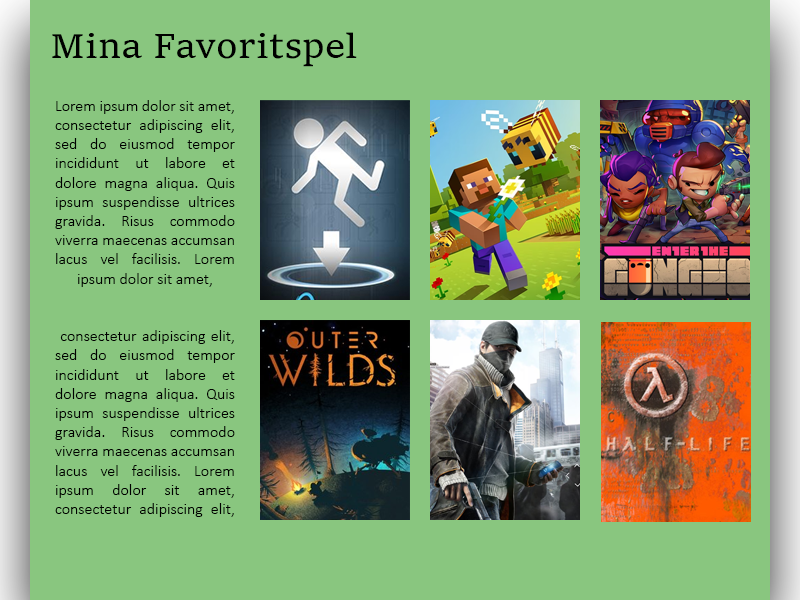 Mina Favoritspel
Lorem ipsum dolor sit amet,
consectetur adipiscing elit,
sed do eiusmod tempor
incididunt ut labore et
dolore magna aliqua. Quis
ipsum suspendisse ultrices
gravida. Risus commodo
viverra maecenas accumsan
lacus vel facilisis. Lorem
ipsum dolor sit amet,
consectetur adipiscing elit,
sed do eiusmod tempor
incididunt ut labore et
dolore magna aliqua. Quis
ipsum suspendisse ultrices
gravida. Risus commodo
viverra maecenas accumsan
lacus vel facilisis. Lorem
ipsum dolor sit amet,
consectetur adipiscing elit,
ENTER THE
GUNGEO
OUTER
WILDS
λ
HλLF-LIFE